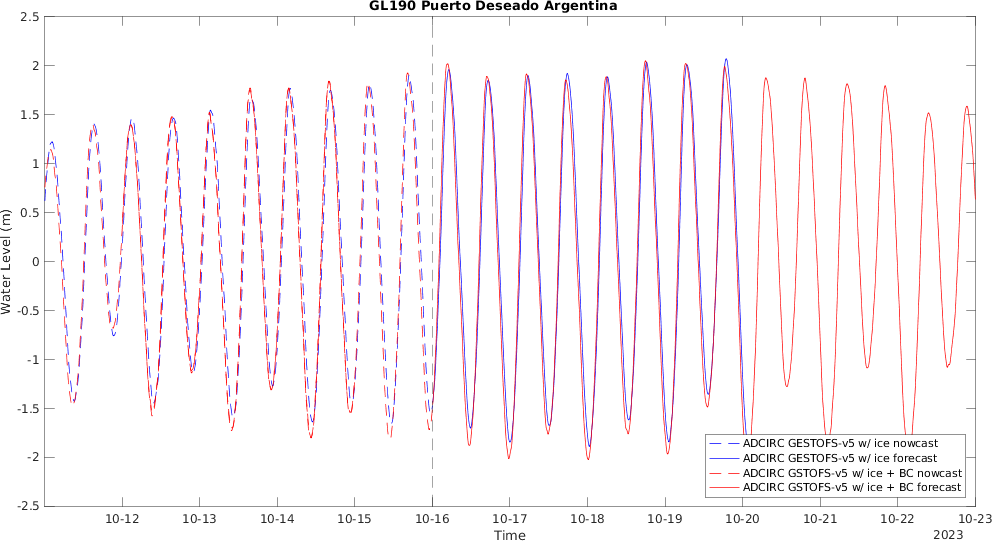 GL190 Puerto Deseado Argentina
2.5
2
1.5
1
0.5
0
-0.5
-1
-1.5
-2
-2.5
Water Level (m)
ADCIRC GESTOFS-v5 w/ ice nowcast
ADCIRC GESTOFS-v5 w/ ice forecast
ADCIRC GSTOFS-v5 w/ ice + BC nowcast
ADCIRC GSTOFS-v5 w/ ice + BC forecast
10-12 10-13 10-14 10-15 10-16 10-17 10-18 10-19 10-20 10-21 10-22 10-23
Time
2023